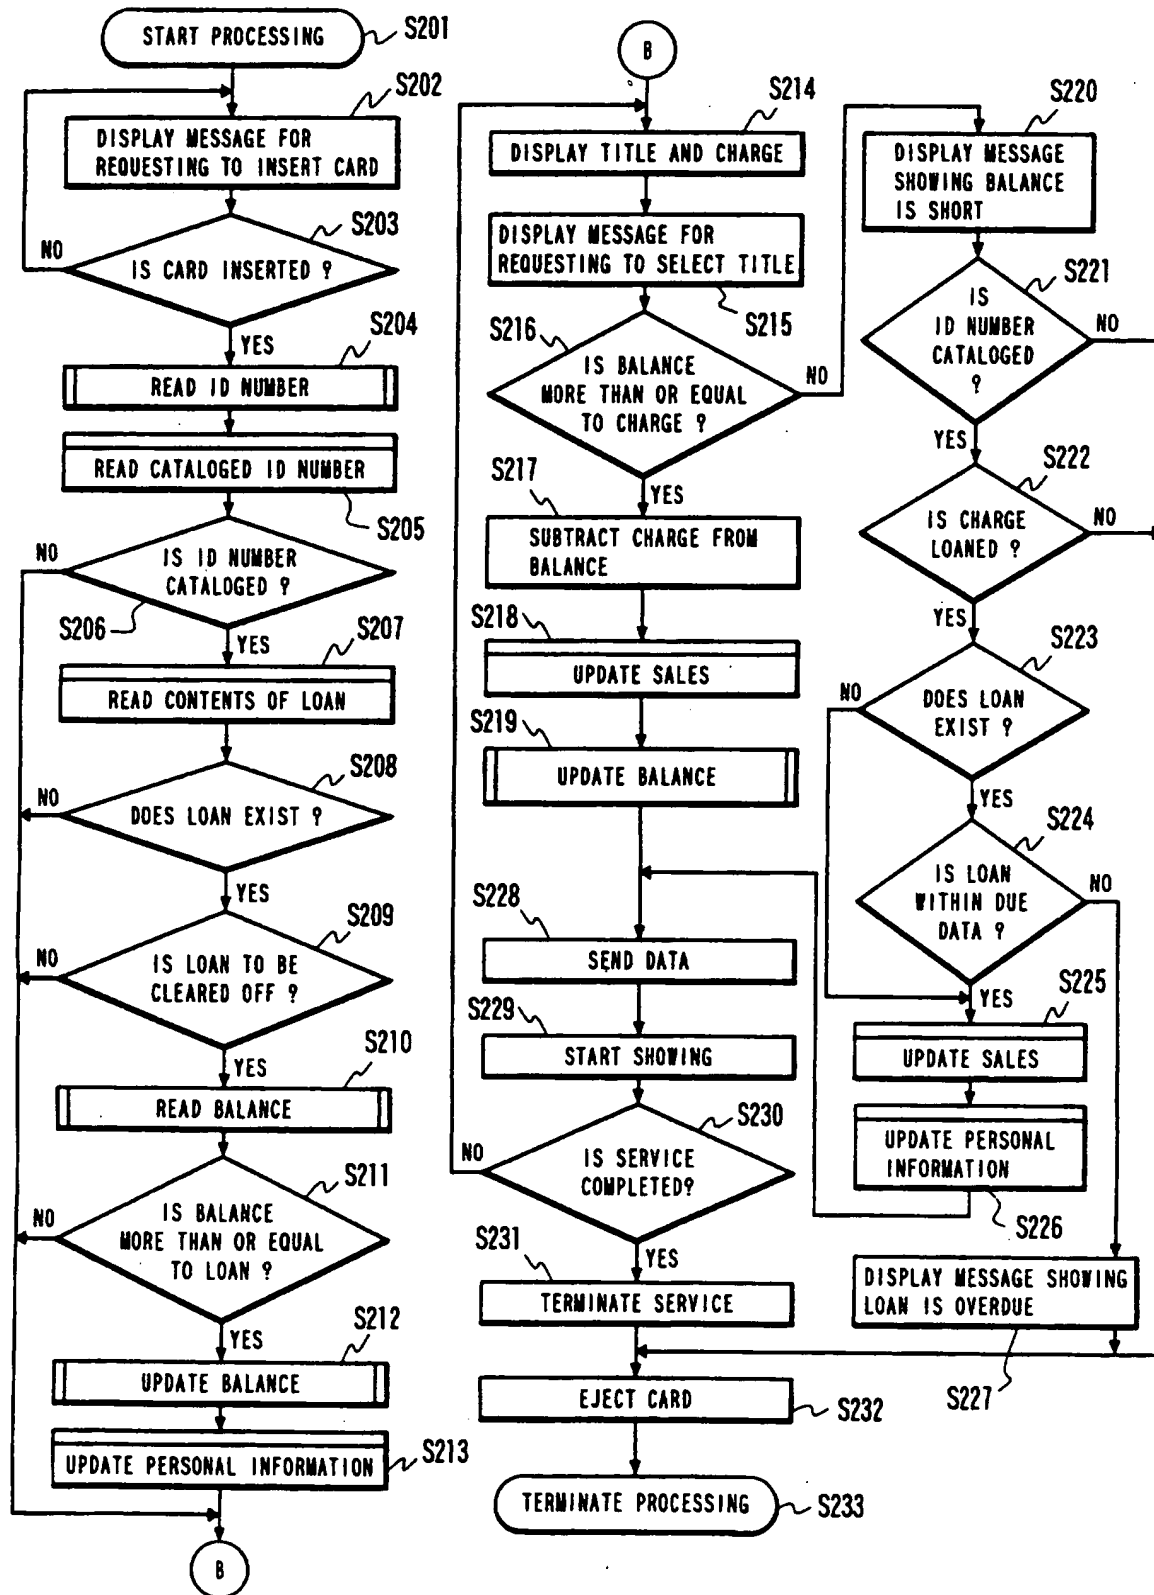 START PROCESSING
S201
S202
DISPLAY MESSAGE FOR
REQUESTING TO INSERT CARD
S203
NO
IS CARD INSERTED ?
YES
S204
READ ID NUMBER
READ CATALOGED ID NUMBER
S205
NO
IS ID NUMBER
CATALOGED ?
S206
YES
S207
READ CONTENTS OF LOAN
S208
NO
DOES LOAN EXIST ?
YES
S209
NO
IS LOAN TO BE
CLEARED OFF ?
YES
S210
READ BALANCE
S211
NO
IS BALANCE
MORE THAN OR EQUAL
TO LOAN ?
YES
S212
UPDATE BALANCE
S213
UPDATE PERSONAL INFORMATION
B
B
S214
DISPLAY TITLE AND CHARGE
DISPLAY MESSAGE FOR
REQUESTING TO SELECT TITLE
S215
S216
IS BALANCE
MORE THAN OR EQUAL
TO CHARGE ?
NO
YES
S217
SUBTRACT CHARGE FROM
BALANCE
S218
UPDATE SALES
S219
UPDATE BALANCE
S228
SEND DATA
S229
START SHOWING
S230
NO
IS SERVICE
COMPLETED?
YES
S231
TERMINATE SERVICE
EJECT CARD
S232
TERMINATE PROCESSING
S233
S220
DISPLAY MESSAGE
SHOWING BALANCE
IS SHORT
S221
IS
ID NUMBER
CATALOGED
?
NO
YES
S222
IS CHARGE
LOANED ?
NO
YES
S223
NO
DOES LOAN
EXIST ?
YES
S224
IS LOAN
WITHIN DUE
DATA ?
NO
YES
S225
UPDATE SALES
UPDATE PERSONAL
INFORMATION
S226
DISPLAY MESSAGE SHOWING
LOAN IS OVERDUE
S227